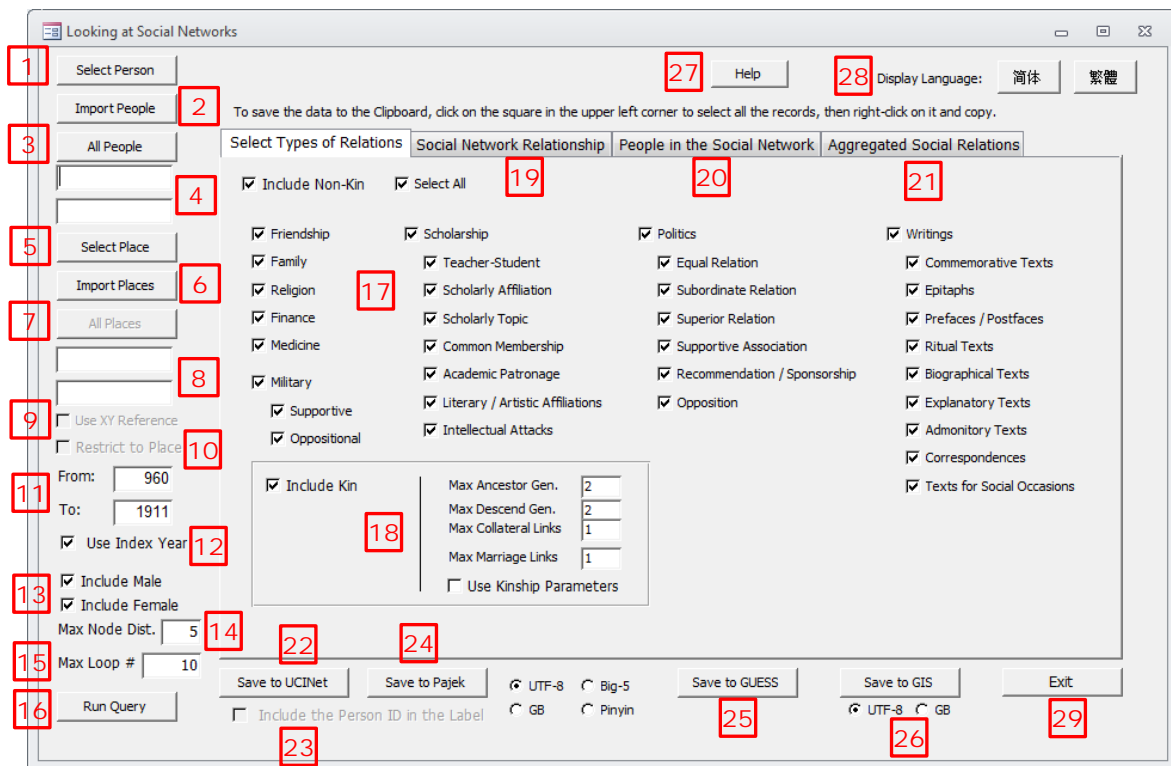 Looking at Social Networks
1 Select Person
27 Help
28 Display Language: 简体 繁體
Import People 2
To save the data to the Clipboard, click on the square in the upper left corner to select all the records, then right-click on it and copy.
3 All People
Select Types of Relations Social Network Relationship People in the Social Network Aggregated Social Relations
4
19 20 21
Include Non-Kin Select All
5 Select Place
Import Places 6
7 All Places
8
9 Use XY Reference
Restrict to Place 10
11 From: 960
To: 1911
Use Index Year 12
13 Include Male
Include Female
Max Node Dist. 5 14
15 Max Loop # 10
16 Run Query
Friendship
Family
Religion 17
Finance
Medicine
Military
Supportive
Oppositional
Scholarship
Teacher-Student
Scholarly Affiliation
Scholarly Topic
Common Membership
Academic Patronage
Literary / Artistic Affiliations
Intellectual Attacks
Politics
Equal Relation
Subordinate Relation
Superior Relation
Supportive Association
Recommendation / Sponsorship
Opposition
Writings
Commemorative Texts
Epitaphs
Prefaces / Postfaces
Ritual Texts
Biographical Texts
Explanatory Texts
Admonitory Texts
Correspondences
Texts for Social Occasions
Include Kin
18
Max Ancestor Gen. 2
Max Descend Gen. 2
Max Collateral Links 1
Max Marriage Links 1
Use Kinship Parameters
22 24
Save to UCINet Save to Pajek UTF-8 Big-5 Save to GUESS Save to GIS Exit
Include the Person ID in the Label GB Pinyin 25 UTF-8 GB 29
23 26